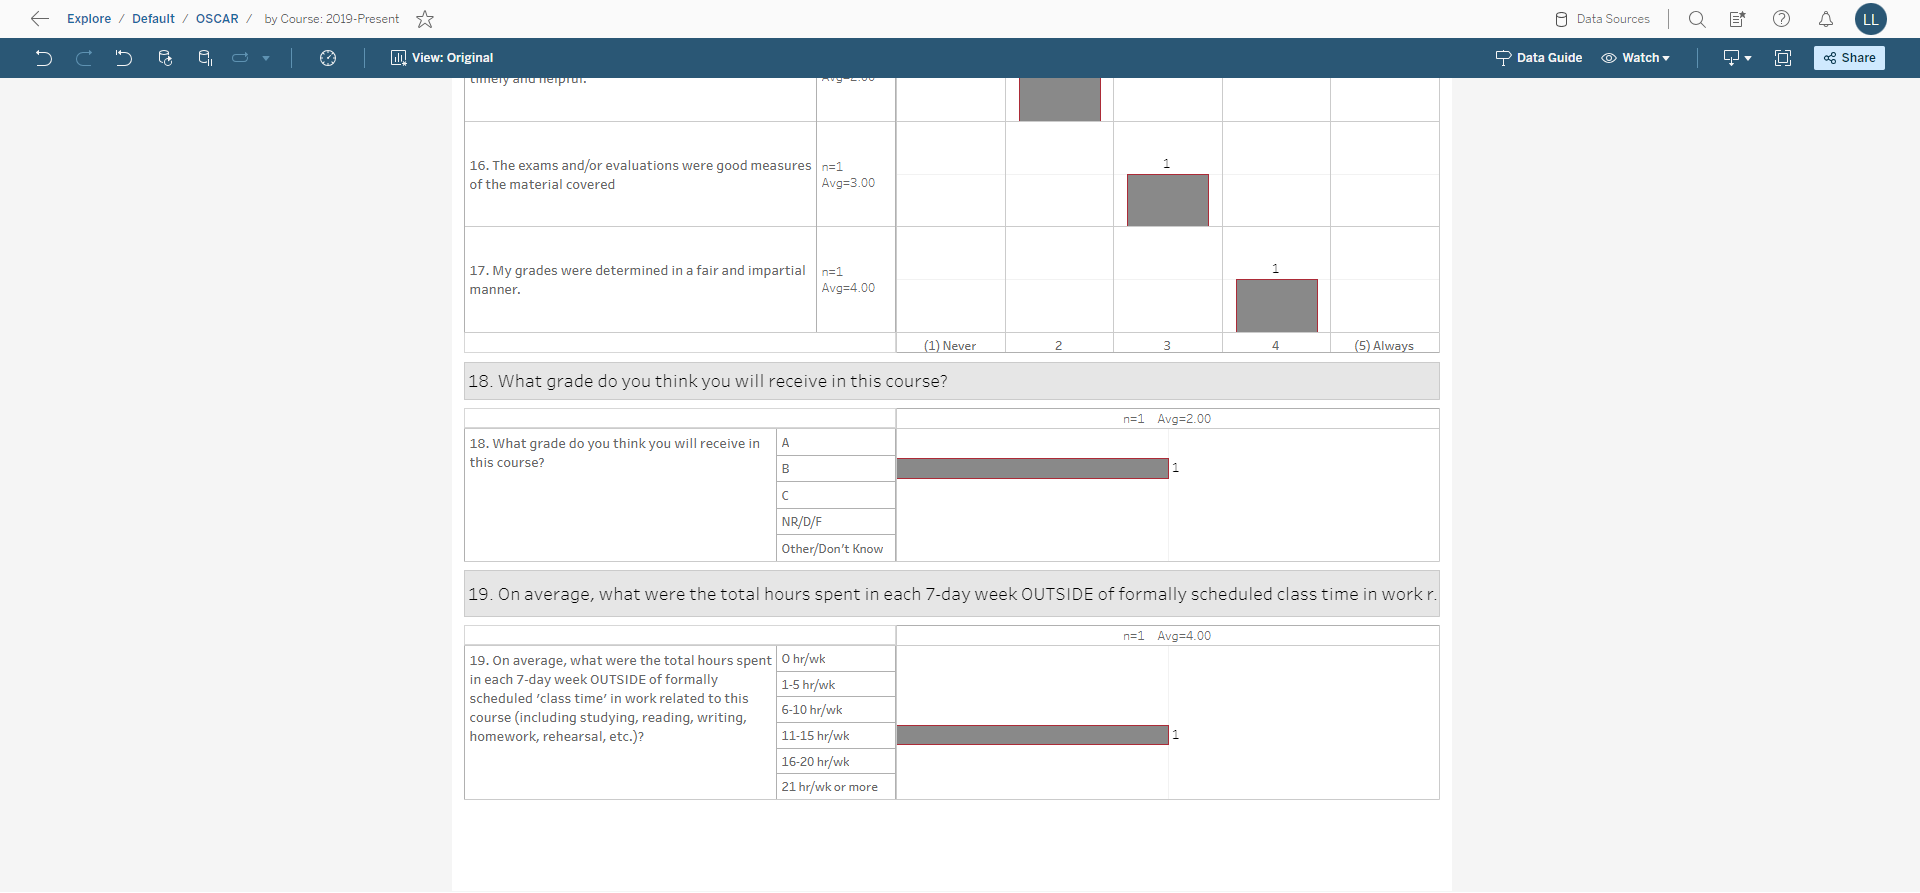 Explore / Default / OSCAR / by Course: 2019-Present
Data Sources
LL
View: Original
Data Guide
Watch
Share
timely and helpful.
Avg=2.00
16. The exams and/or evaluations were good measures of the material covered
n=1
Avg=3.00
1
17. My grades were determined in a fair and impartial manner.
n=1
Avg=4.00
1
(1) Never 2 3 4 (5) Always
18. What grade do you think you will receive in this course?
n=1 Avg=2.00
18. What grade do you think you will receive in
this course?
A
B
1
C
NR/D/F
Other/Don't Know
19. On average, what were the total hours spent in each 7-day week OUTSIDE of formally scheduled class time in work r.
n=1 Avg=4.00
19. On average, what were the total hours spent
in each 7-day week OUTSIDE of formally
scheduled 'class time' in work related to this
course (including studying, reading, writing,
homework, rehearsal, etc.)?
0 hr/wk
1-5 hr/wk
6-10 hr/wk
11-15 hr/wk
1
16-20 hr/wk
21 hr/wk or more